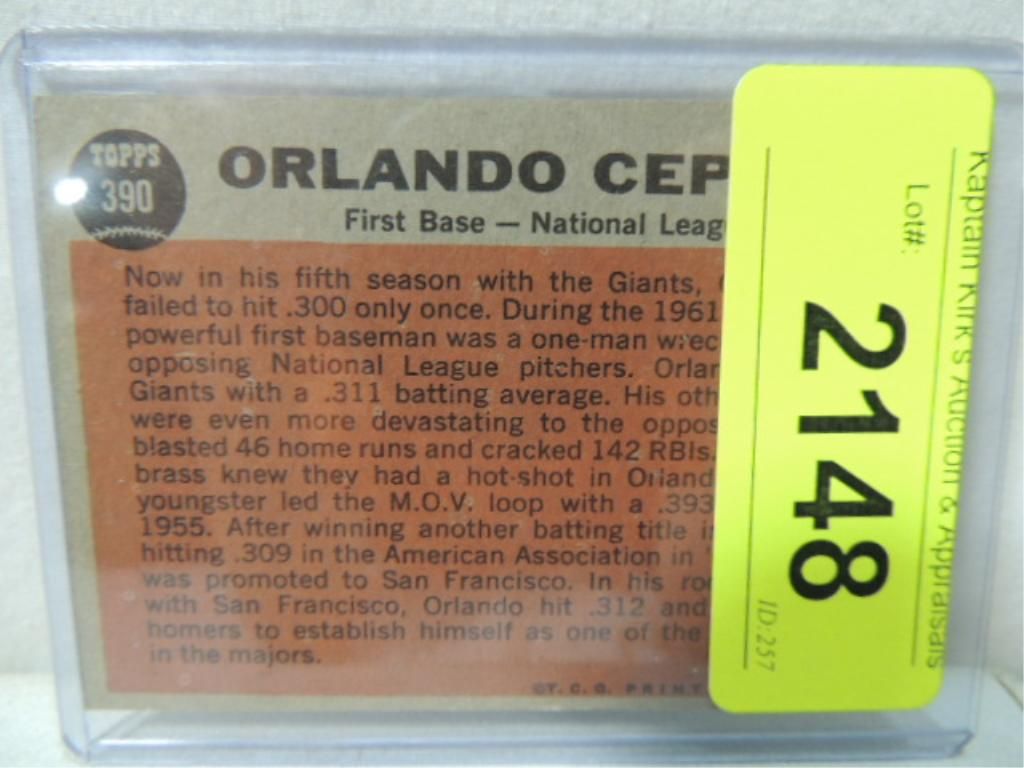 TOPPS
390
ORLANDO CEP
First Base — National Leag
Now in his fifth season with the Giants,
failed to hit .300 only once. During the 1961
powerful first baseman was a one-man wrec
opposing National League pitchers. Orlan
Giants with a .311 batting average. His oth
were even more devastating to the oppos
blasted 46 home runs and cracked 142 RBIs.
brass knew they had a hot-shot in Orland
youngster led the M.O.V. loop with a .393
1955. After winning another batting title i
hitting .309 in the American Association in '
was promoted to San Francisco. In his roo
with San Francisco, Orlando hit .312 and
homers to establish himself as one of the
in the majors.
©T. C. G. PRINT
Kaptain Kirk's Auction & Appraisals
Lot#:
2148
ID:257